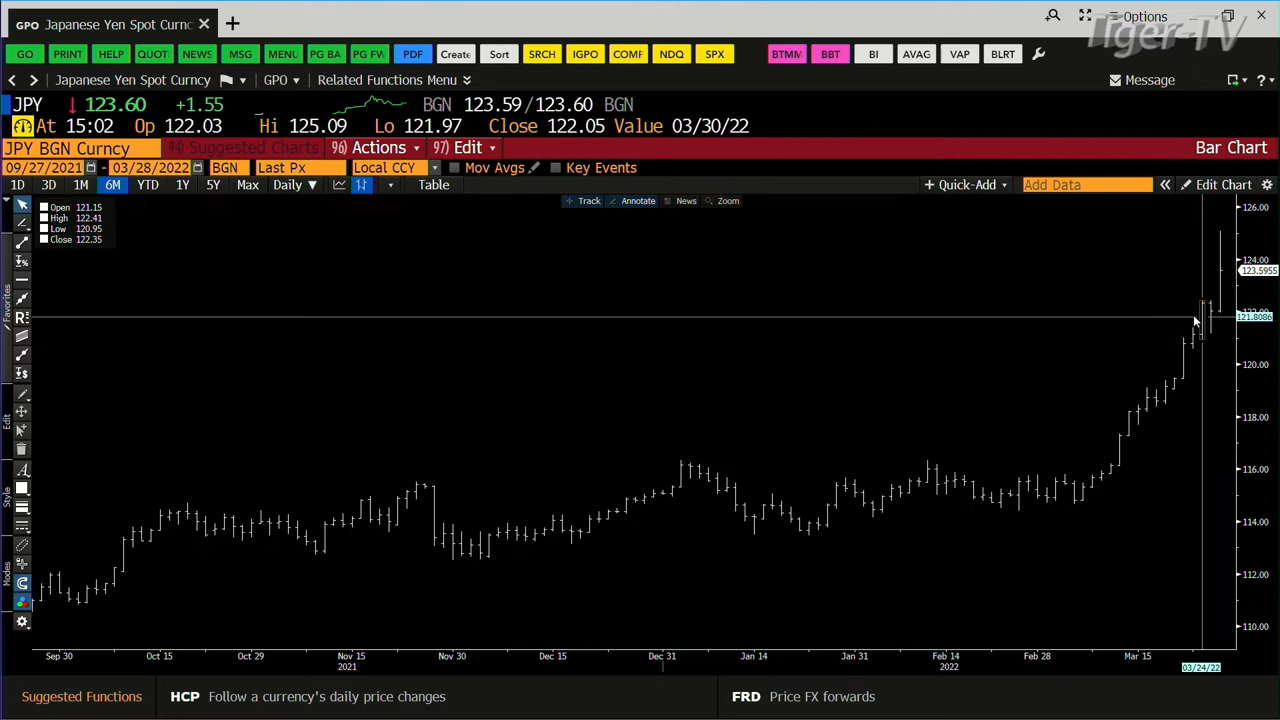 GPO Japanese Yen Spot Curnc
Options
Tiger-TV
GO PRINT HELP QUOT NEWS MSG MENU PG BA PG FW PDF Create Sort SRCH IGPO COMF NDQ SPX BTMM BBT BI AVAG VAP BLRT
Japanese Yen Spot Curncy GPO Related Functions Menu Message ?
JPY 123.60 +1.55 BGN 123.59/123.60 BGN
At 15:02 Op 122.03 Hi 125.09 Lo 121.97 Close 122.05 Value 03/30/22
JPY BGN Curncy 94) Suggested Charts 96) Actions 97) Edit Bar Chart
09/27/2021 - 03/28/2022 BGN Last Px Local CCY Mov Avgs Key Events
1D 3D 1M 6M YTD 1Y 5Y Max Daily ▼ Table + Quick-Add Add Data « Edit Chart
Track Annotate News Zoom
Open 121.15
High 122.41
Low 120.95
Close 122.35
126.00
124.00
123.5955
121.8086
120.00
118.00
116.00
114.00
112.00
110.00
Favorites
Edit
Style
Modes
Sep 30 Oct 15 Oct 29 Nov 15 Nov 30 Dec 15 Dec 31 Jan 14 Jan 31 Feb 14 Feb 28 Mar 15
2021 2022 03/24/22
Suggested Functions HCP Follow a currency's daily price changes FRD Price FX forwards